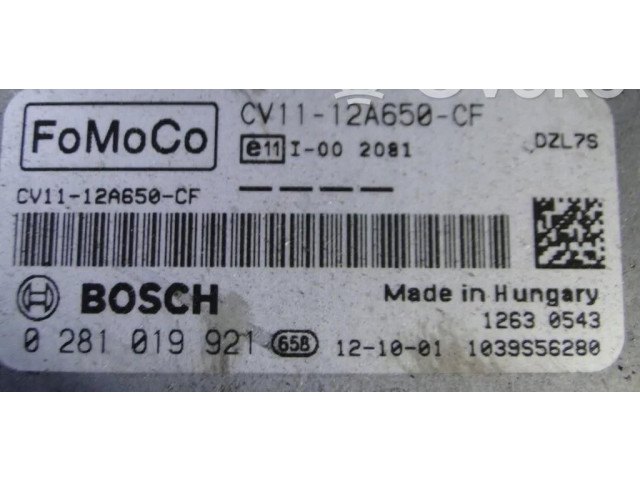 FoMoCo
CV11-12A650-CF
e11 I-00 2081
DZL7S
CV11-12A650-CF
BOSCH
Made in Hungary
1263 0543
0 281 019 921 658 12-10-01 1039S56280